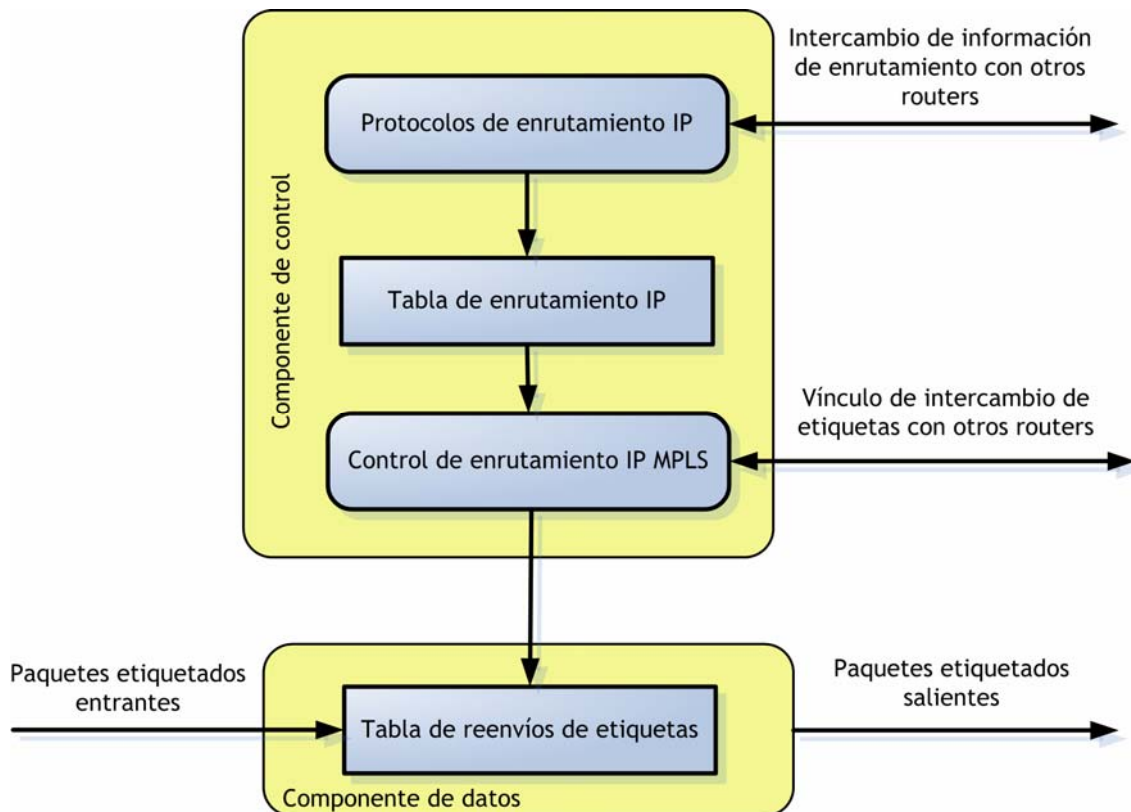 Intercambio de información
de enrutamiento con otros
routers
Protocolos de enrutamiento IP
Componente de control
Tabla de enrutamiento IP
Vínculo de intercambio de
etiquetas con otros routers
Control de enrutamiento IP MPLS
Paquetes etiquetados
entrantes
Tabla de reenvíos de etiquetas
Paquetes etiquetados
salientes
Componente de datos